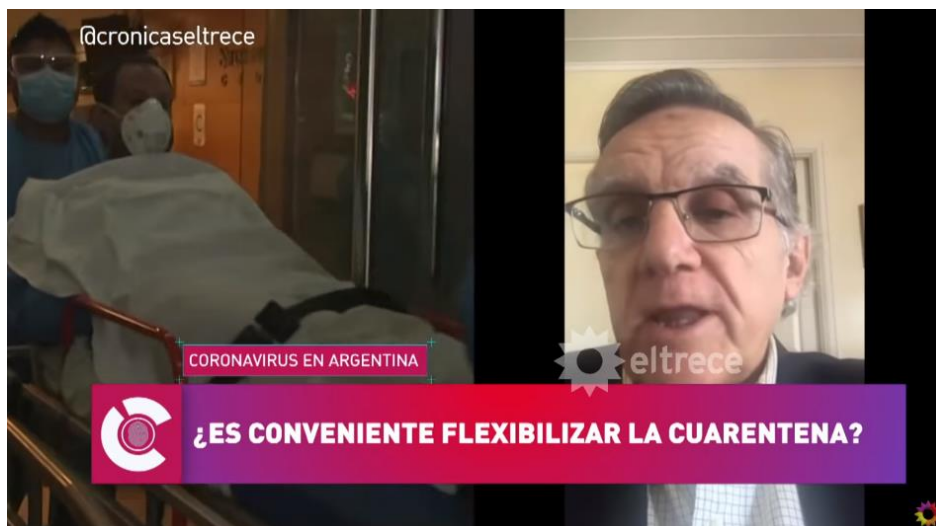 @cronicaseltrece
eltrece
CORONAVIRUS EN ARGENTINA
¿ES CONVENIENTE FLEXIBILIZAR LA CUARENTENA?